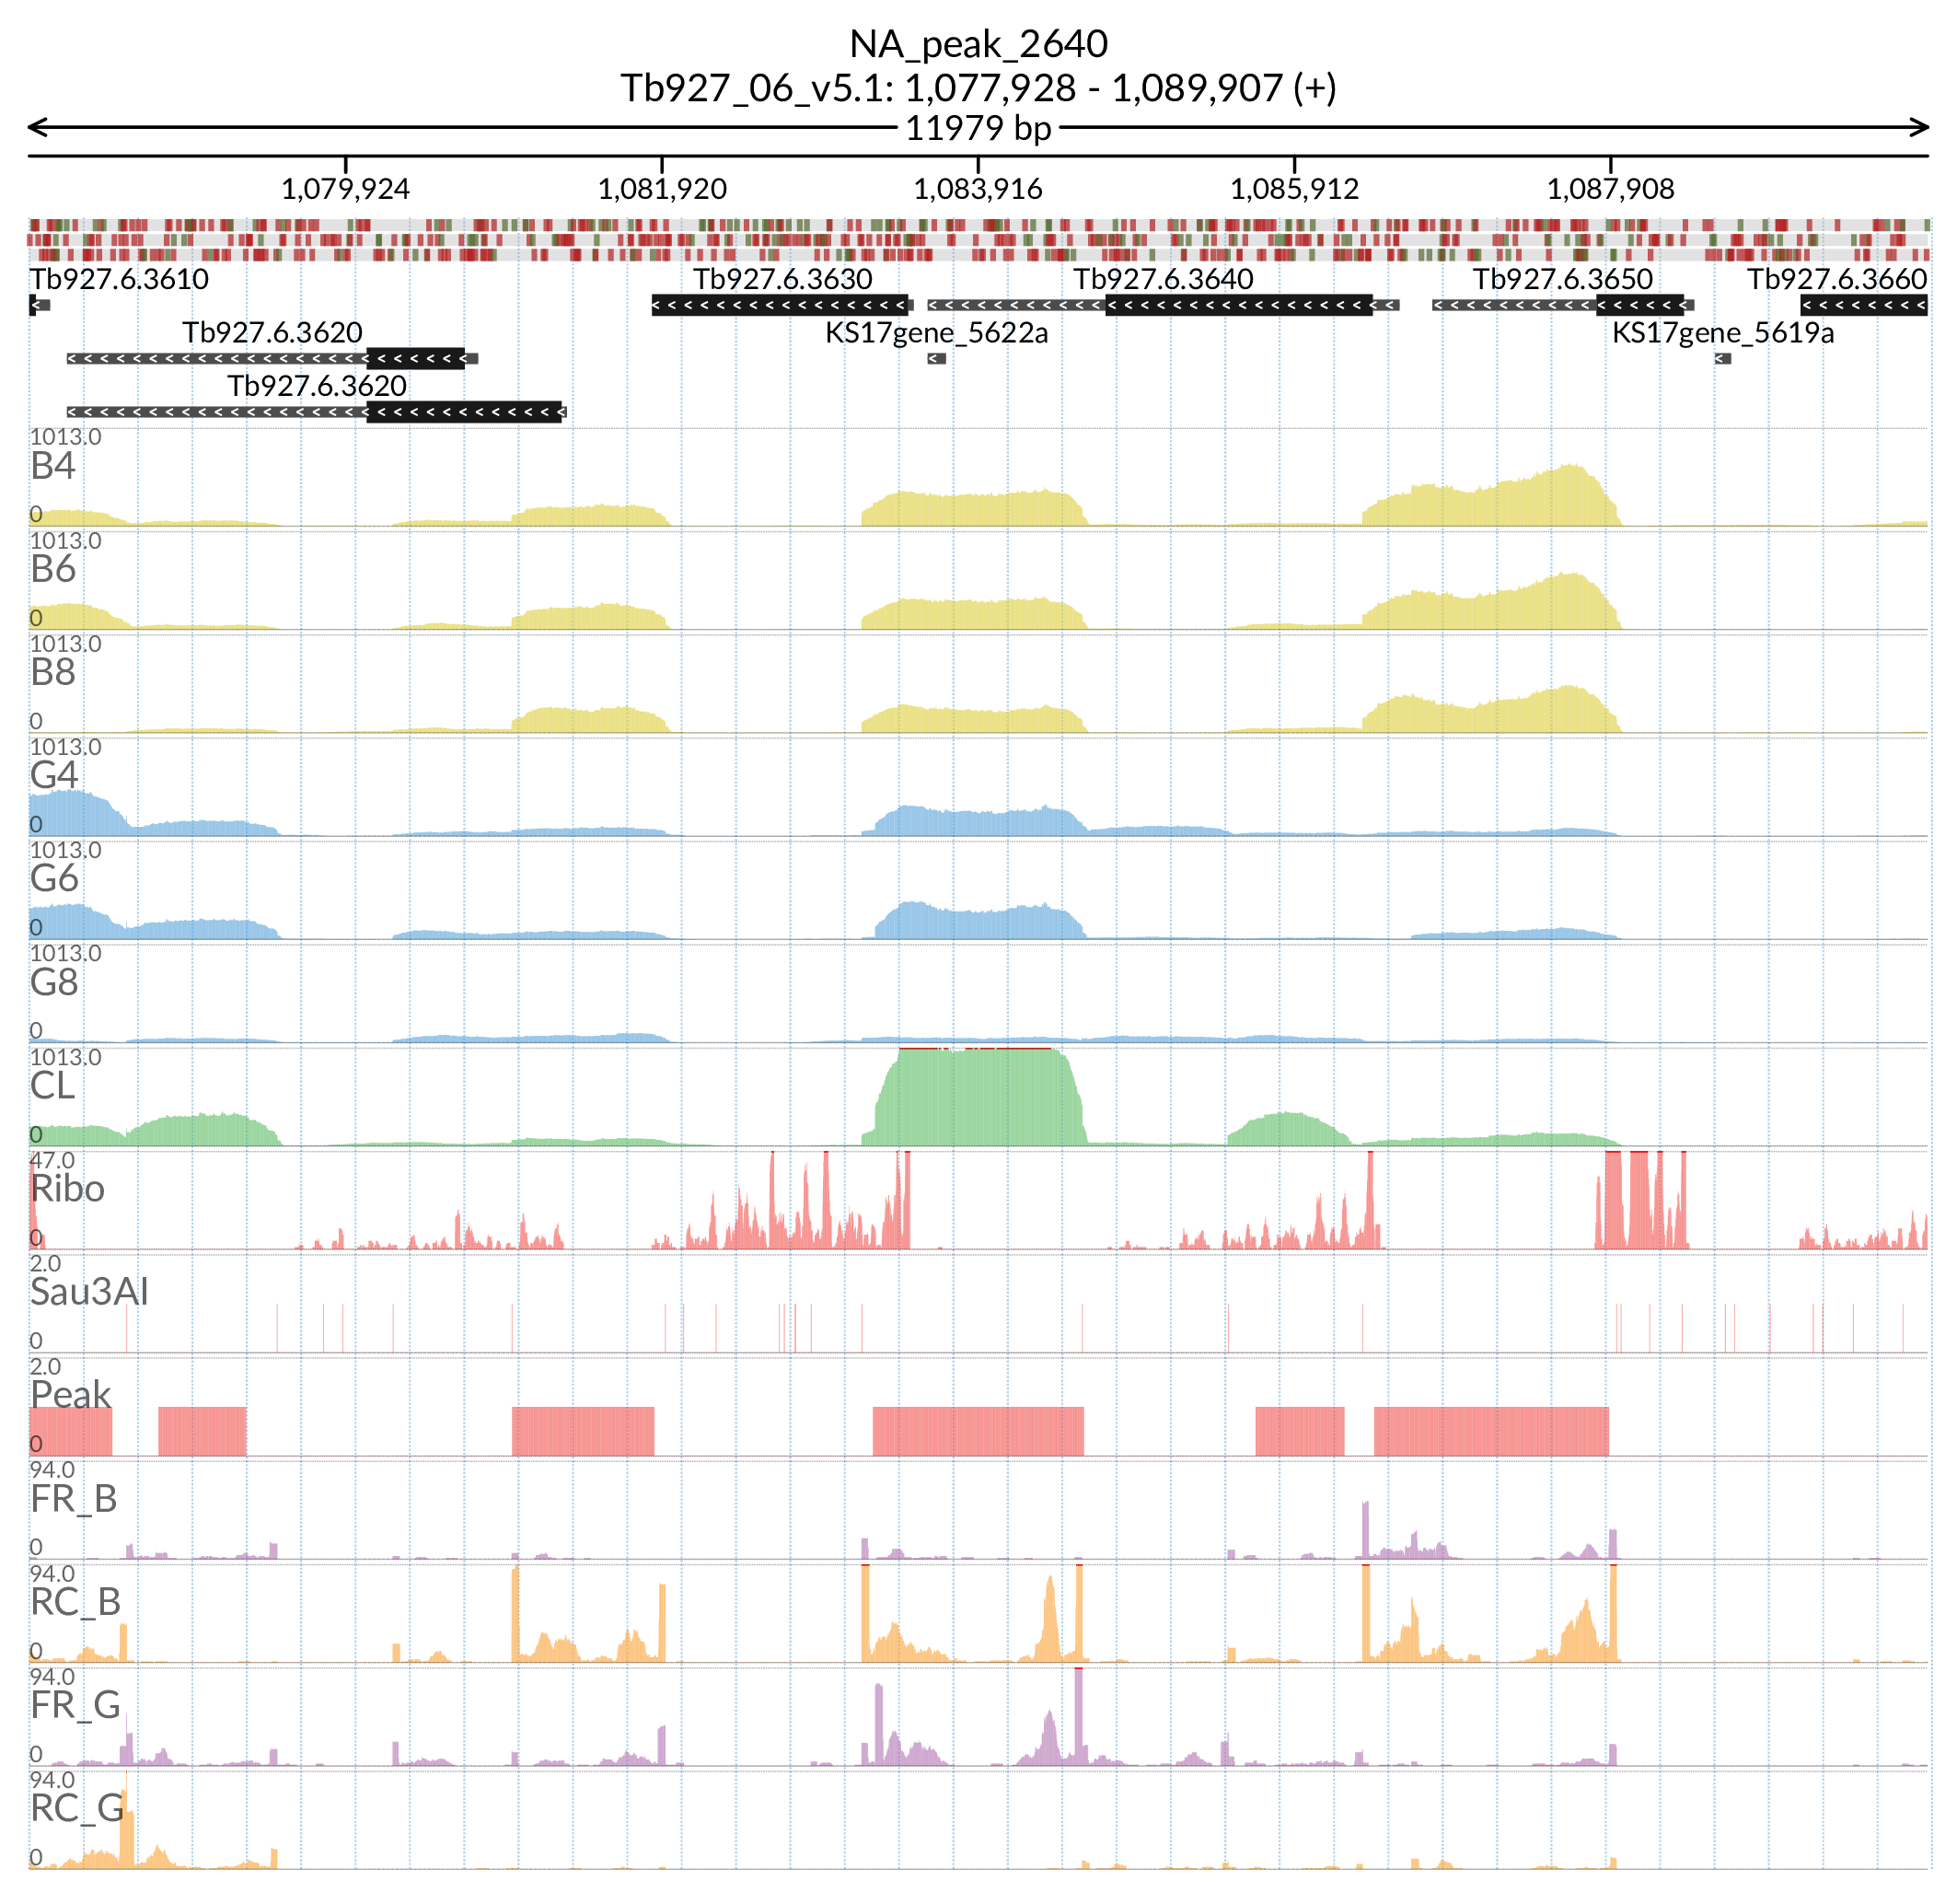 NA_peak_2640
Tb927_06_v5.1: 1,077,928 - 1,089,907 (+)
11979 bp
1,079,924 1,081,920 1,083,916 1,085,912 1,087,908
Tb927.6.3610 Tb927.6.3630 Tb927.6.3640 Tb927.6.3650 Tb927.6.3660
Tb927.6.3620 KS17gene_5622a KS17gene_5619a
Tb927.6.3620
1013.0
B4
0
1013.0
B6
0
1013.0
B8
0
1013.0
G4
0
1013.0
G6
0
1013.0
G8
0
1013.0
CL
0
47.0
Ribo
0
2.0
Sau3AI
0
2.0
Peak
0
94.0
FR_B
0
94.0
RC_B
0
94.0
FR_G
0
94.0
RC_G
0